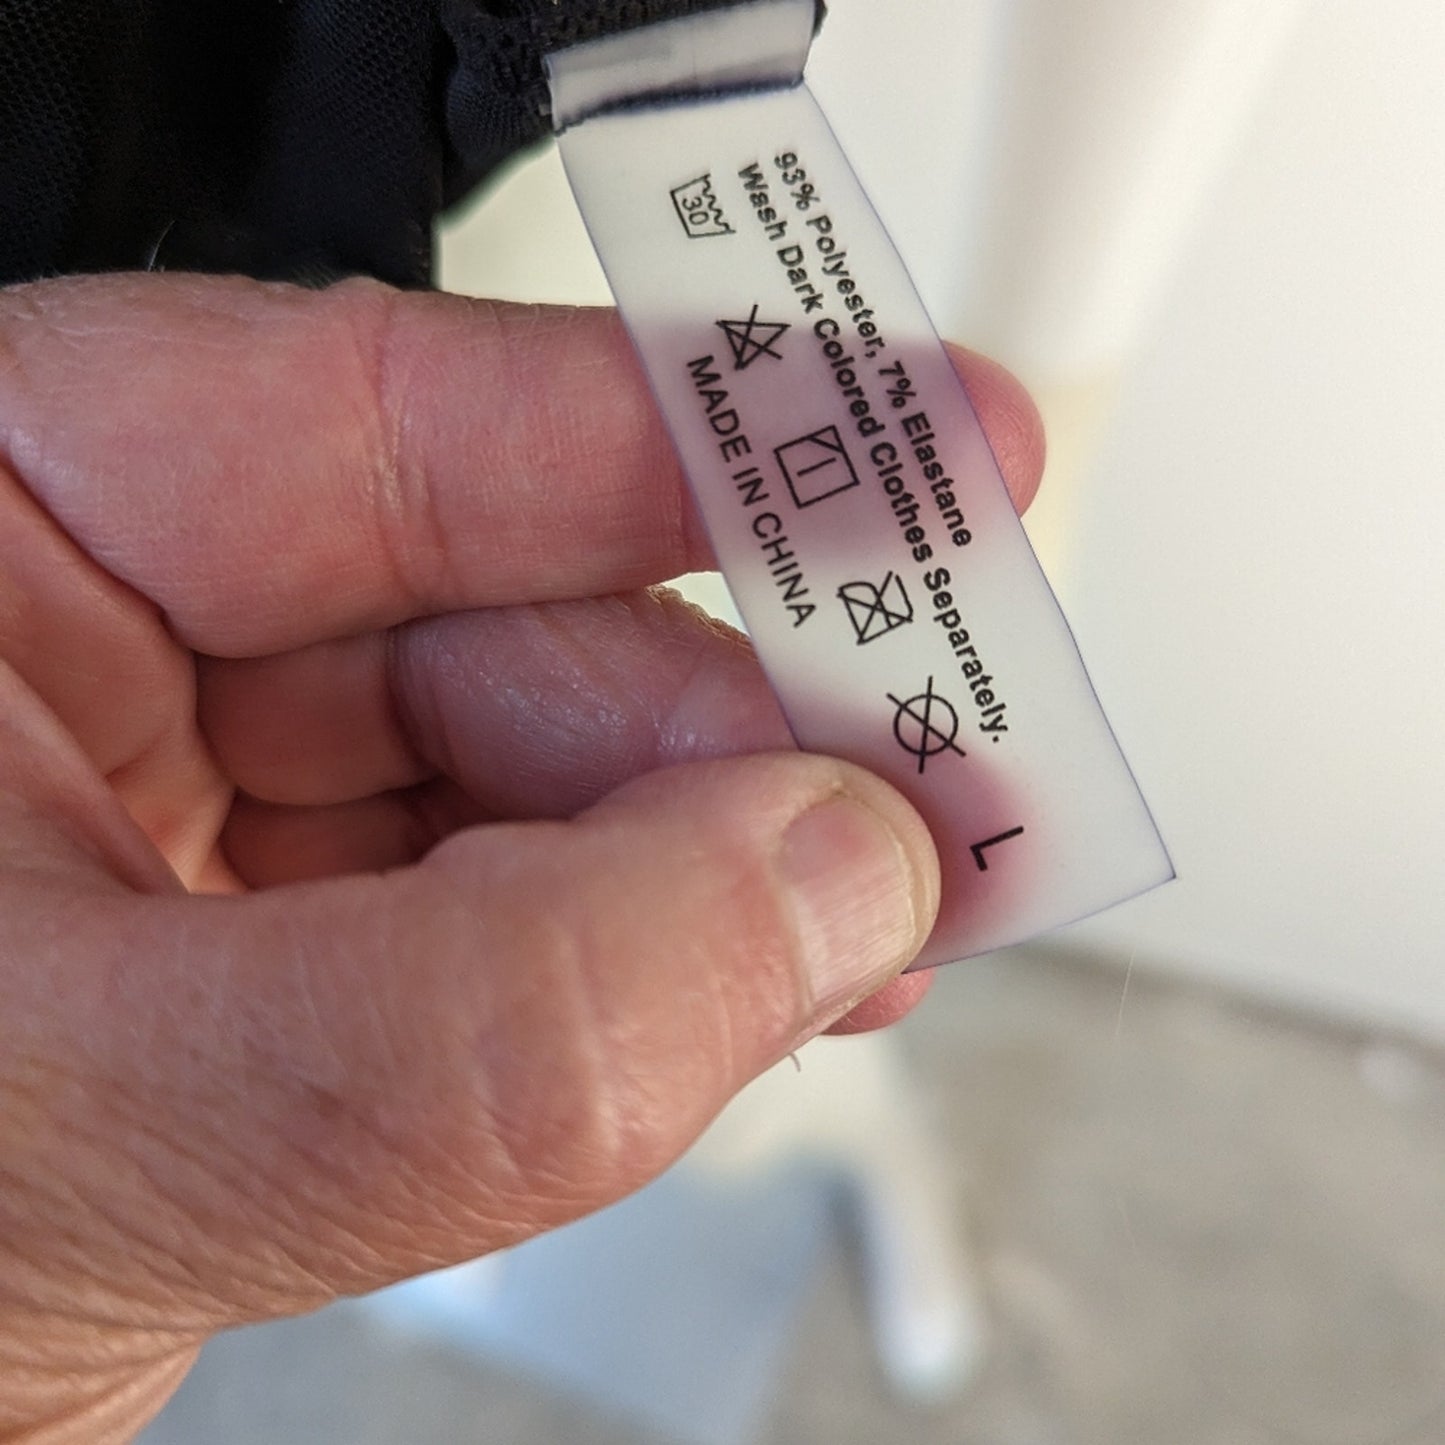 93% Polyester, 7% Elastane
Wash Dark Colored Clothes Separately.
30
MADE IN CHINA
L